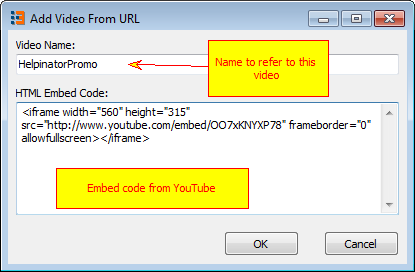 Add Video From URL
Video Name:
HelpinatorPromo
Name to refer to this
video
HTML Embed Code:
<iframe width="560" height="315"
src="http://www.youtube.com/embed/OO7xKNYXP78" frameborder="0"
allowfullscreen></iframe>
Embed code from YouTube
OK
Cancel